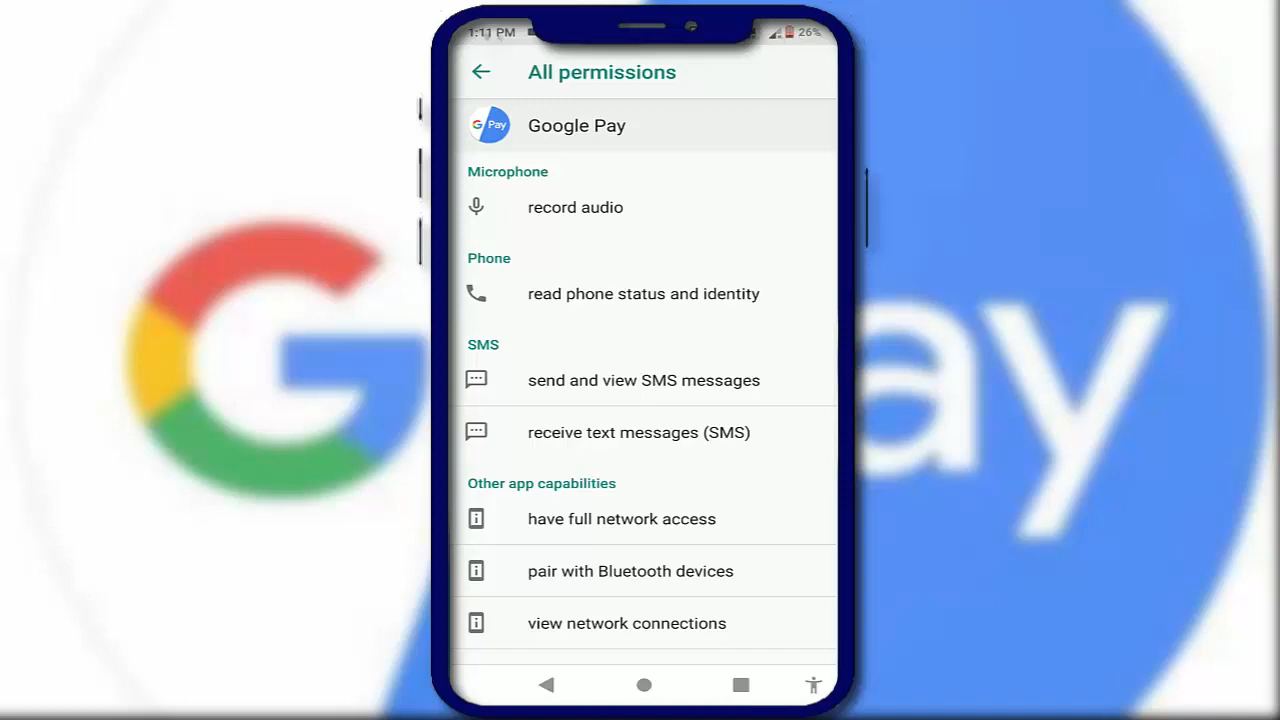 1:11 PM
26%
All permissions
G Pay
Google Pay
Microphone
record audio
Phone
read phone status and identity
SMS
send and view SMS messages
receive text messages (SMS)
Other app capabilities
have full network access
pair with Bluetooth devices
view network connections
G
ay